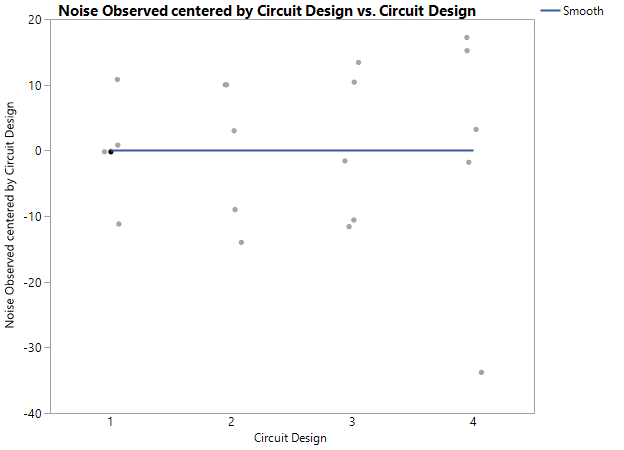 Noise Observed centered by Circuit Design vs. Circuit Design
Smooth
Noise Observed centered by Circuit Design
20
10
0
-10
-20
-30
-40
1 2 3 4
Circuit Design